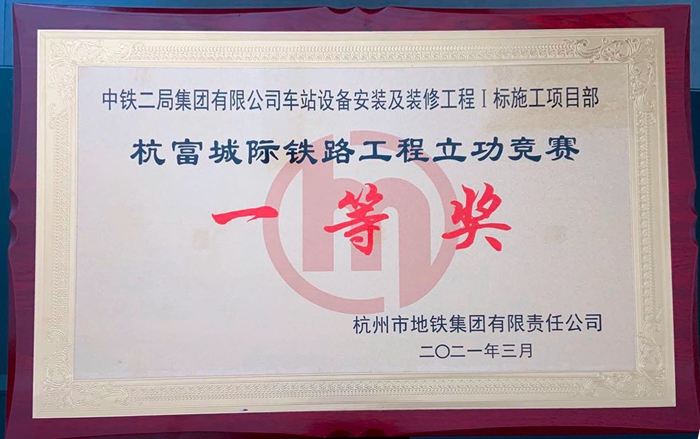 中铁二局集团有限公司车站设备安装及装修工程Ⅰ标施工项目部
杭富城际铁路工程立功竞赛
一等奖
杭州市地铁集团有限责任公司
二〇二一年三月